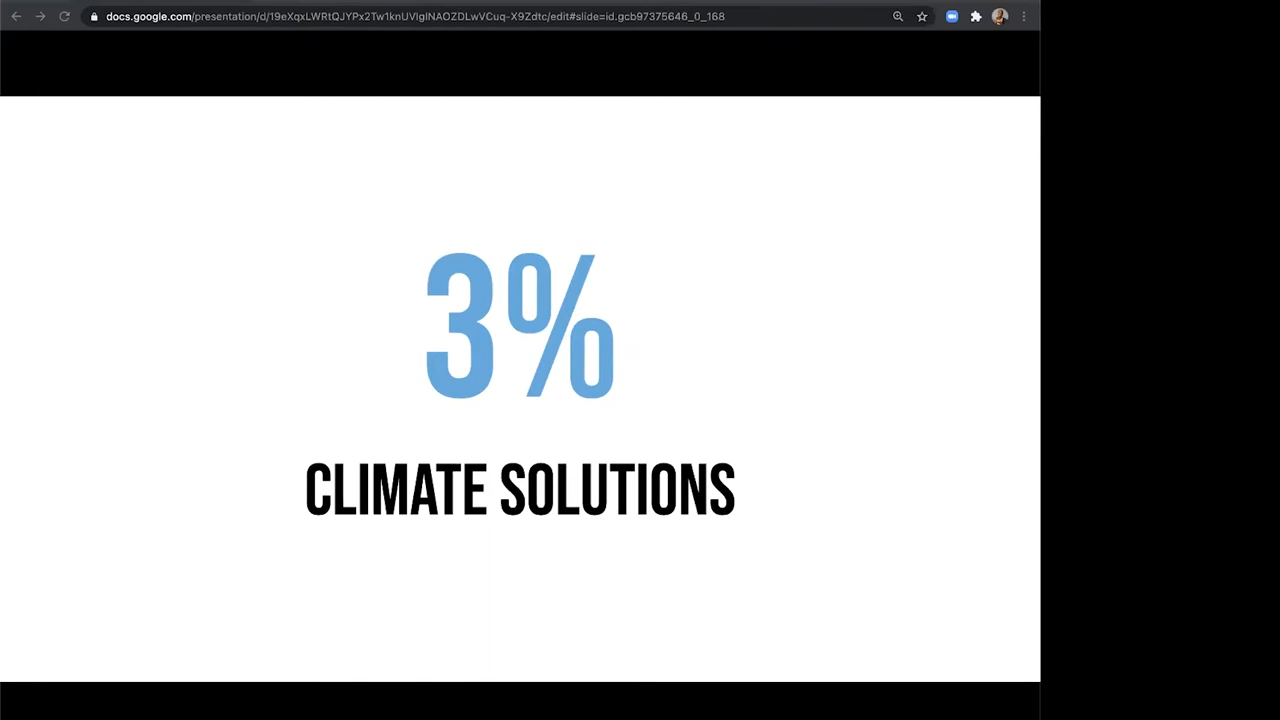 docs.google.com/presentation/d/19eXqxLWRtQJYPx2Tw1knUVIgINAOZDLwVCuq-X9Zdtc/edit#slide=id.gcb97375646_0_168
3%
CLIMATE SOLUTIONS